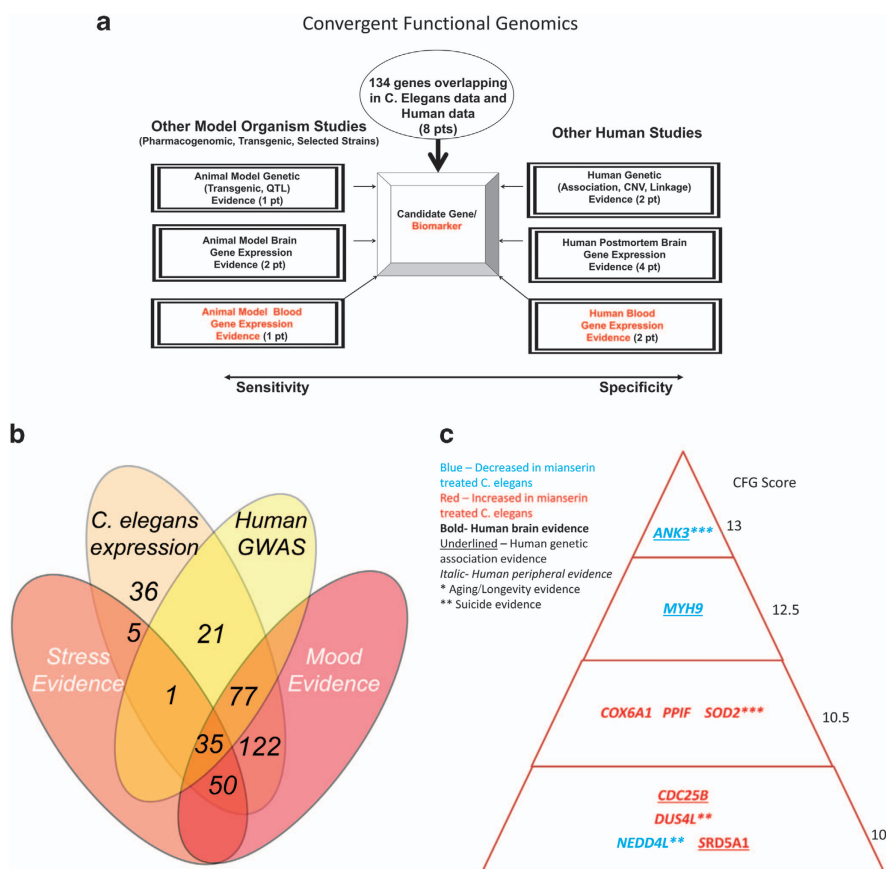 a
Convergent Functional Genomics
134 genes overlapping
in C. Elegans data and
Human data
(8 pts)
Other Model Organism Studies
(Pharmacogenomic, Transgenic, Selected Strains)
Other Human Studies
Animal Model Genetic
(Transgenic, QTL)
Evidence (1 pt)
Animal Model Brain
Gene Expression
Evidence (2 pt)
Animal Model Blood
Gene Expression
Evidence (1 pt)
Candidate Gene/
Biomarker
Human Genetic
(Association, CNV, Linkage)
Evidence (2 pt)
Human Postmortem Brain
Gene Expression
Evidence (4 pt)
Human Blood
Gene Expression
Evidence (2 pt)
Sensitivity
Specificity
b
C. elegans
expression
Human
GWAS
Stress
Evidence
Mood
Evidence
36
5
21
1
77
35
122
50
c
Blue – Decreased in mianserin
treated C. elegans
Red – Increased in mianserin
treated C. elegans
Bold- Human brain evidence
Underlined – Human genetic
association evidence
Italic- Human peripheral evidence
* Aging/Longevity evidence
** Suicide evidence
CFG Score
ANK3***
13
MYH9
12.5
COX6A1 PPIF SOD2***
10.5
CDC25B
DUS4L**
NEDD4L** SRD5A1
10